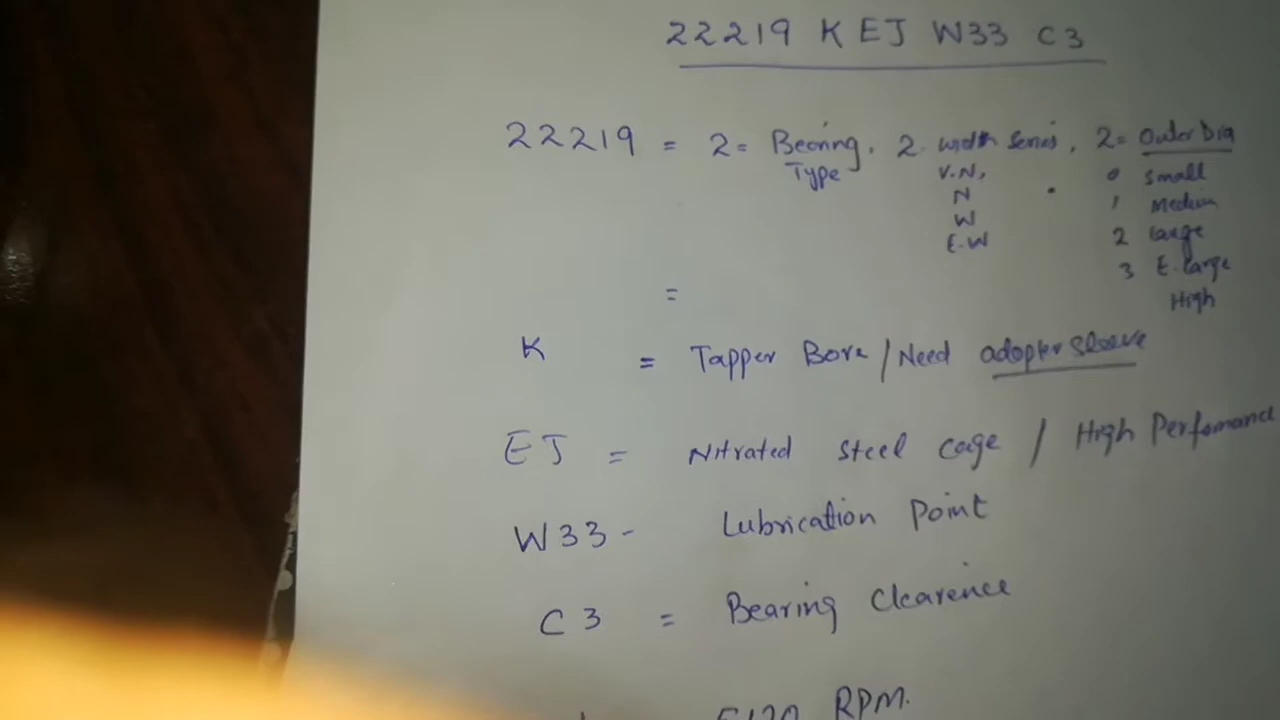 22219 K EJ W33 C3
22219 = 2 = Bearing, 2. width Series, 2= Outer Dia
Type V.N, 0 Small
N 1 Medium
W 2 Large
E.W 3 E.large
= High
K = Tapper Bore / Need adopter Sleeve
EJ = Nitrated Steel Cage / High Perfomance
W33 - Lubrication Point
C3 = Bearing Clearence
RPM.